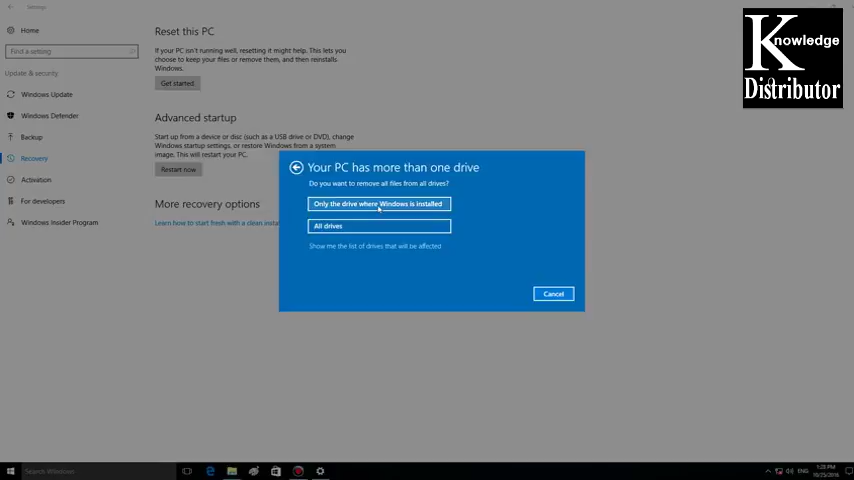 Settings
Home
Find a setting
Update & security
Windows Update
Windows Defender
Backup
Recovery
Activation
For developers
Windows Insider Program
Reset this PC
If your PC isn't running well, resetting it might help. This lets you
choose to keep your files or remove them, and then reinstalls
Windows.
Get started
Advanced startup
Start up from a device or disc (such as a USB drive or DVD), change
Windows startup settings, or restore Windows from a system
image. This will restart your PC.
Restart now
More recovery options
Learn how to start fresh with a clean
Your PC has more than one drive
Do you want to remove all files from all drives?
Only the drive where Windows is installed
All drives
Show me the list of drives that will be affected
Cancel
Knowledge
Distributor
Search Windows
ENG
1:23 PM
10/25/2016